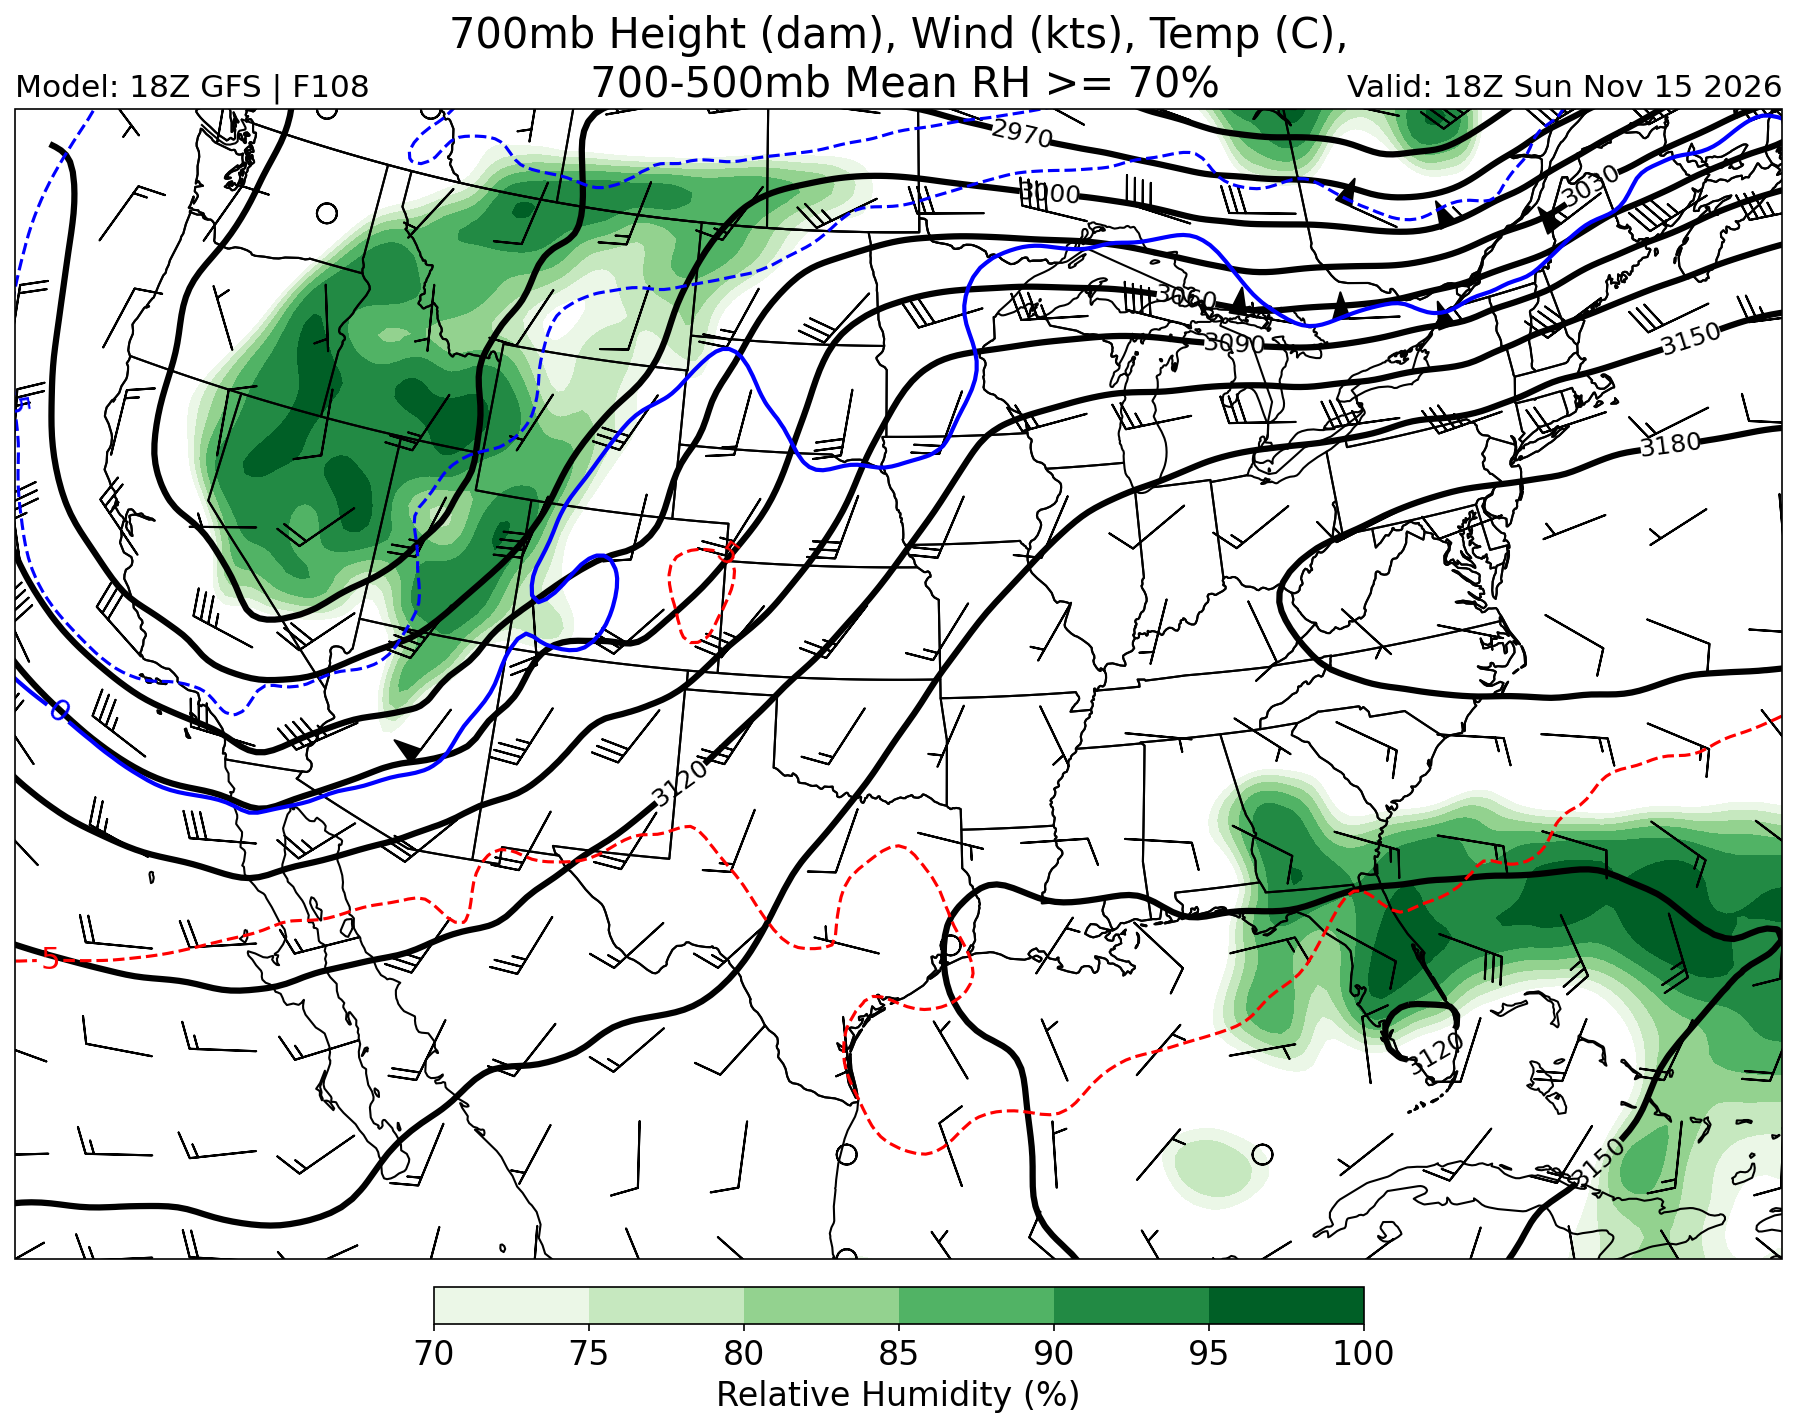 700mb Height (dam), Wind (kts), Temp (C),
Model: 18Z GFS | F108
700-500mb Mean RH >= 70%
Valid: 18Z Sun Nov 15 2026
2970
3000
3030
3060
3090
3150
3180
0
5
3120
5
3120
3150
70 75 80 85 90 95 100
Relative Humidity (%)